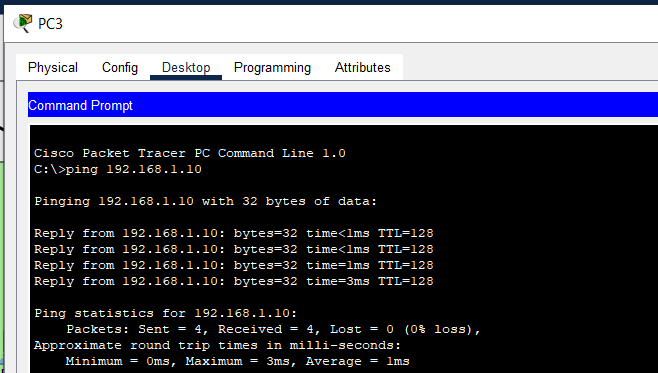 PC3
Physical Config Desktop Programming Attributes
Command Prompt
Cisco Packet Tracer PC Command Line 1.0
C:\>ping 192.168.1.10
Pinging 192.168.1.10 with 32 bytes of data:
Reply from 192.168.1.10: bytes=32 time<1ms TTL=128
Reply from 192.168.1.10: bytes=32 time<1ms TTL=128
Reply from 192.168.1.10: bytes=32 time=1ms TTL=128
Reply from 192.168.1.10: bytes=32 time=3ms TTL=128
Ping statistics for 192.168.1.10:
Packets: Sent = 4, Received = 4, Lost = 0 (0% loss),
Approximate round trip times in milli-seconds:
Minimum = 0ms, Maximum = 3ms, Average = 1ms